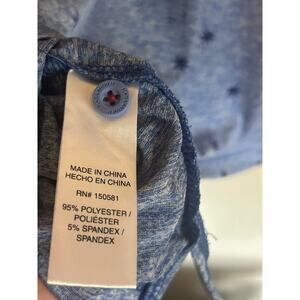 MADE IN CHINA
HECHO EN CHINA
RN# 150581
95% POLYESTER /
POLIÉSTER
5% SPANDEX /
SPANDEX